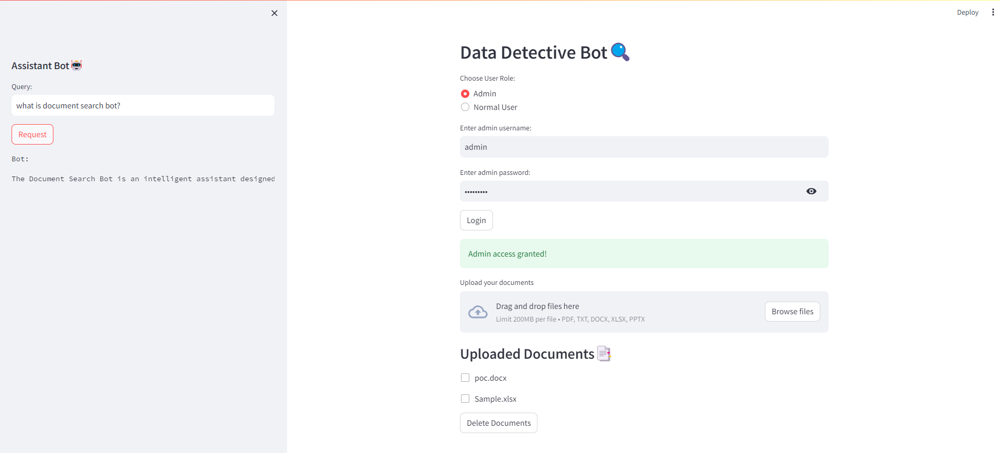 Deploy
Assistant Bot
Query:
what is document search bot?
Request
Bot:
The Document Search Bot is an intelligent assistant designed
Data Detective Bot
Choose User Role:
Admin
Normal User
Enter admin username:
admin
Enter admin password:
•••••••••
Login
Admin access granted!
Upload your documents
Drag and drop files here
Limit 200MB per file • PDF, TXT, DOCX, XLSX, PPTX
Browse files
Uploaded Documents
poc.docx
Sample.xlsx
Delete Documents